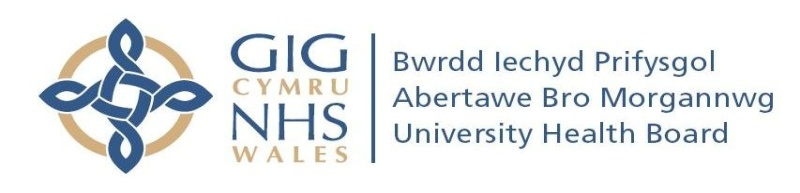 GIG
CYMRU
NHS
WALES
Bwrdd Iechyd Prifysgol
Abertawe Bro Morgannwg
University Health Board